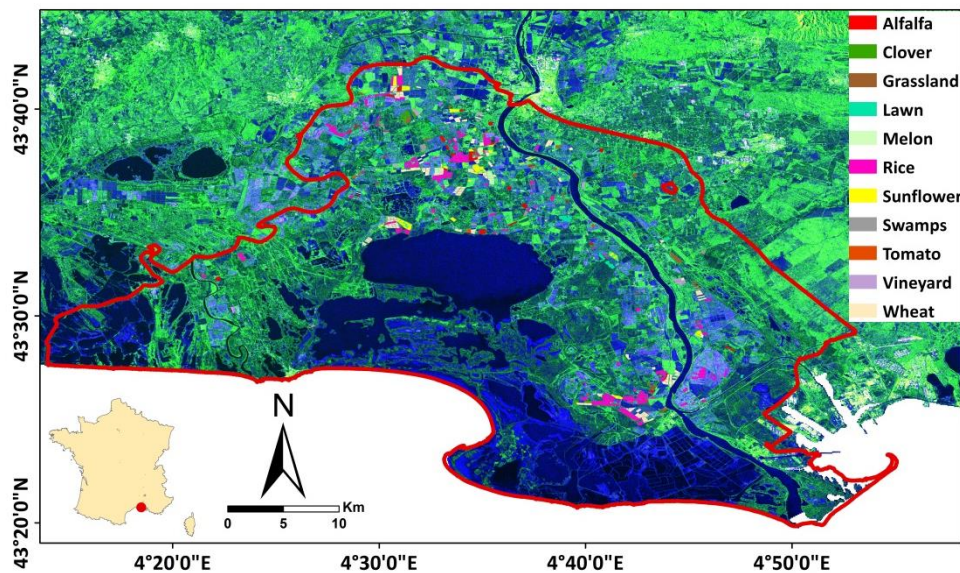 Alfalfa
Clover
Grassland
Lawn
Melon
Rice
Sunflower
Swamps
Tomato
Vineyard
Wheat
43°40'0"N
43°30'0"N
43°20'0"N
N
Km
0 5 10
4°20'0"E 4°30'0"E 4°40'0"E 4°50'0"E